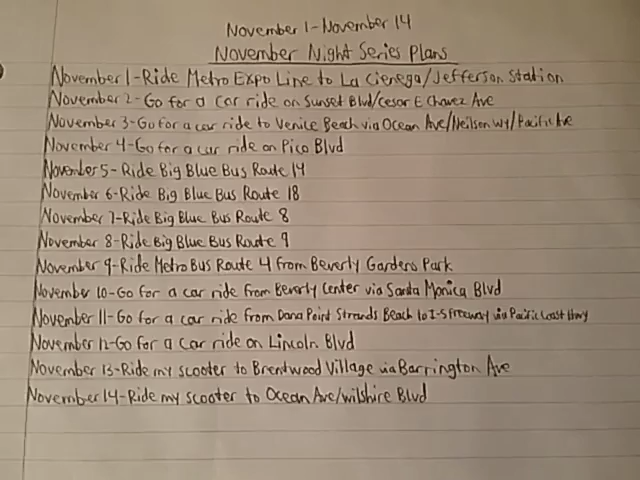 November 1-November 14
November Night Series Plans
November 1-Ride Metro Expo Line to La Cienega/Jefferson Station
November 2-Go for a car ride on Sunset Blvd/Cesar E Chavez Ave
November 3-Go for a car ride to Venice Beach via Ocean Ave/Neilson Wy/Pacific Ave
November 4-Go for a car ride on Pico Blvd
November 5-Ride Big Blue Bus Route 14
November 6-Ride Big Blue Bus Route 18
November 7-Ride Big Blue Bus Route 8
November 8-Ride Big Blue Bus Route 9
November 9-Ride Metro Bus Route 4 from Beverly Gardens Park
November 10-Go for a car ride from Beverly Center via Santa Monica Blvd
November 11-Go for a car ride from Dana Point Strands Beach to I-5 Freeway via Pacific Coast Hwy
November 12-Go for a car ride on Lincoln Blvd
November 13-Ride my scooter to Brentwood Village via Barrington Ave
November 14-Ride my scooter to Ocean Ave/Wilshire Blvd